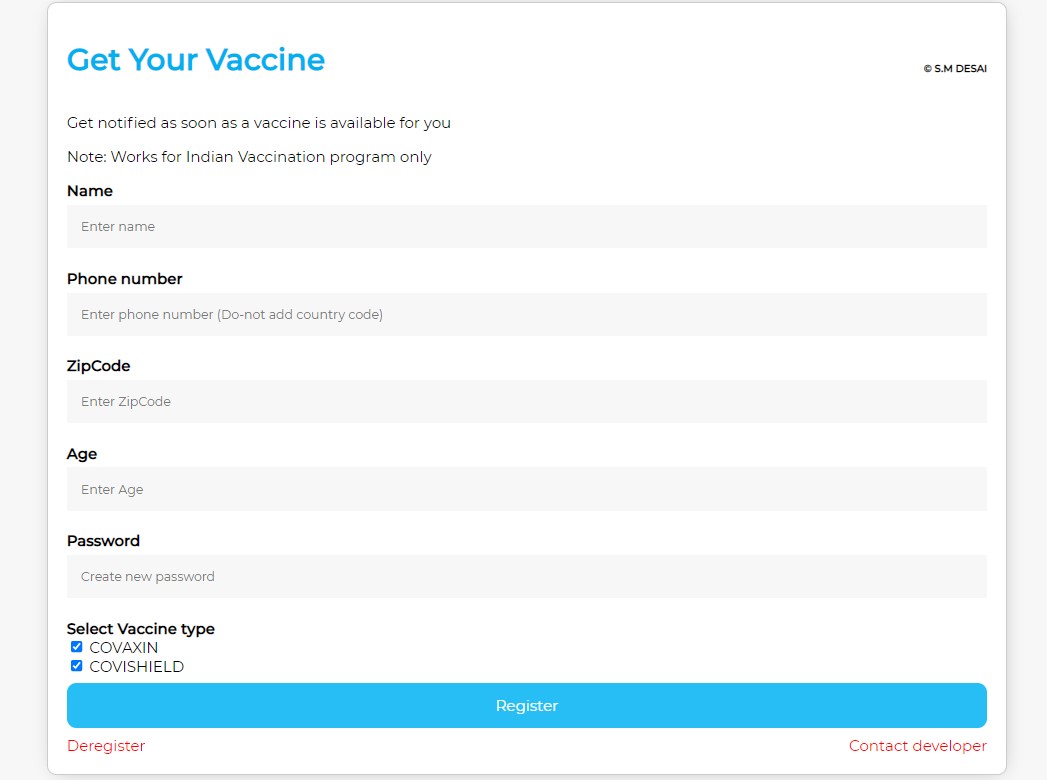 Get Your Vaccine
© S.M DESAI
Get notified as soon as a vaccine is available for you
Note: Works for Indian Vaccination program only
Name
Enter name
Phone number
Enter phone number (Do-not add country code)
ZipCode
Enter ZipCode
Age
Enter Age
Password
Create new password
Select Vaccine type
COVAXIN
COVISHIELD
Register
Deregister
Contact developer